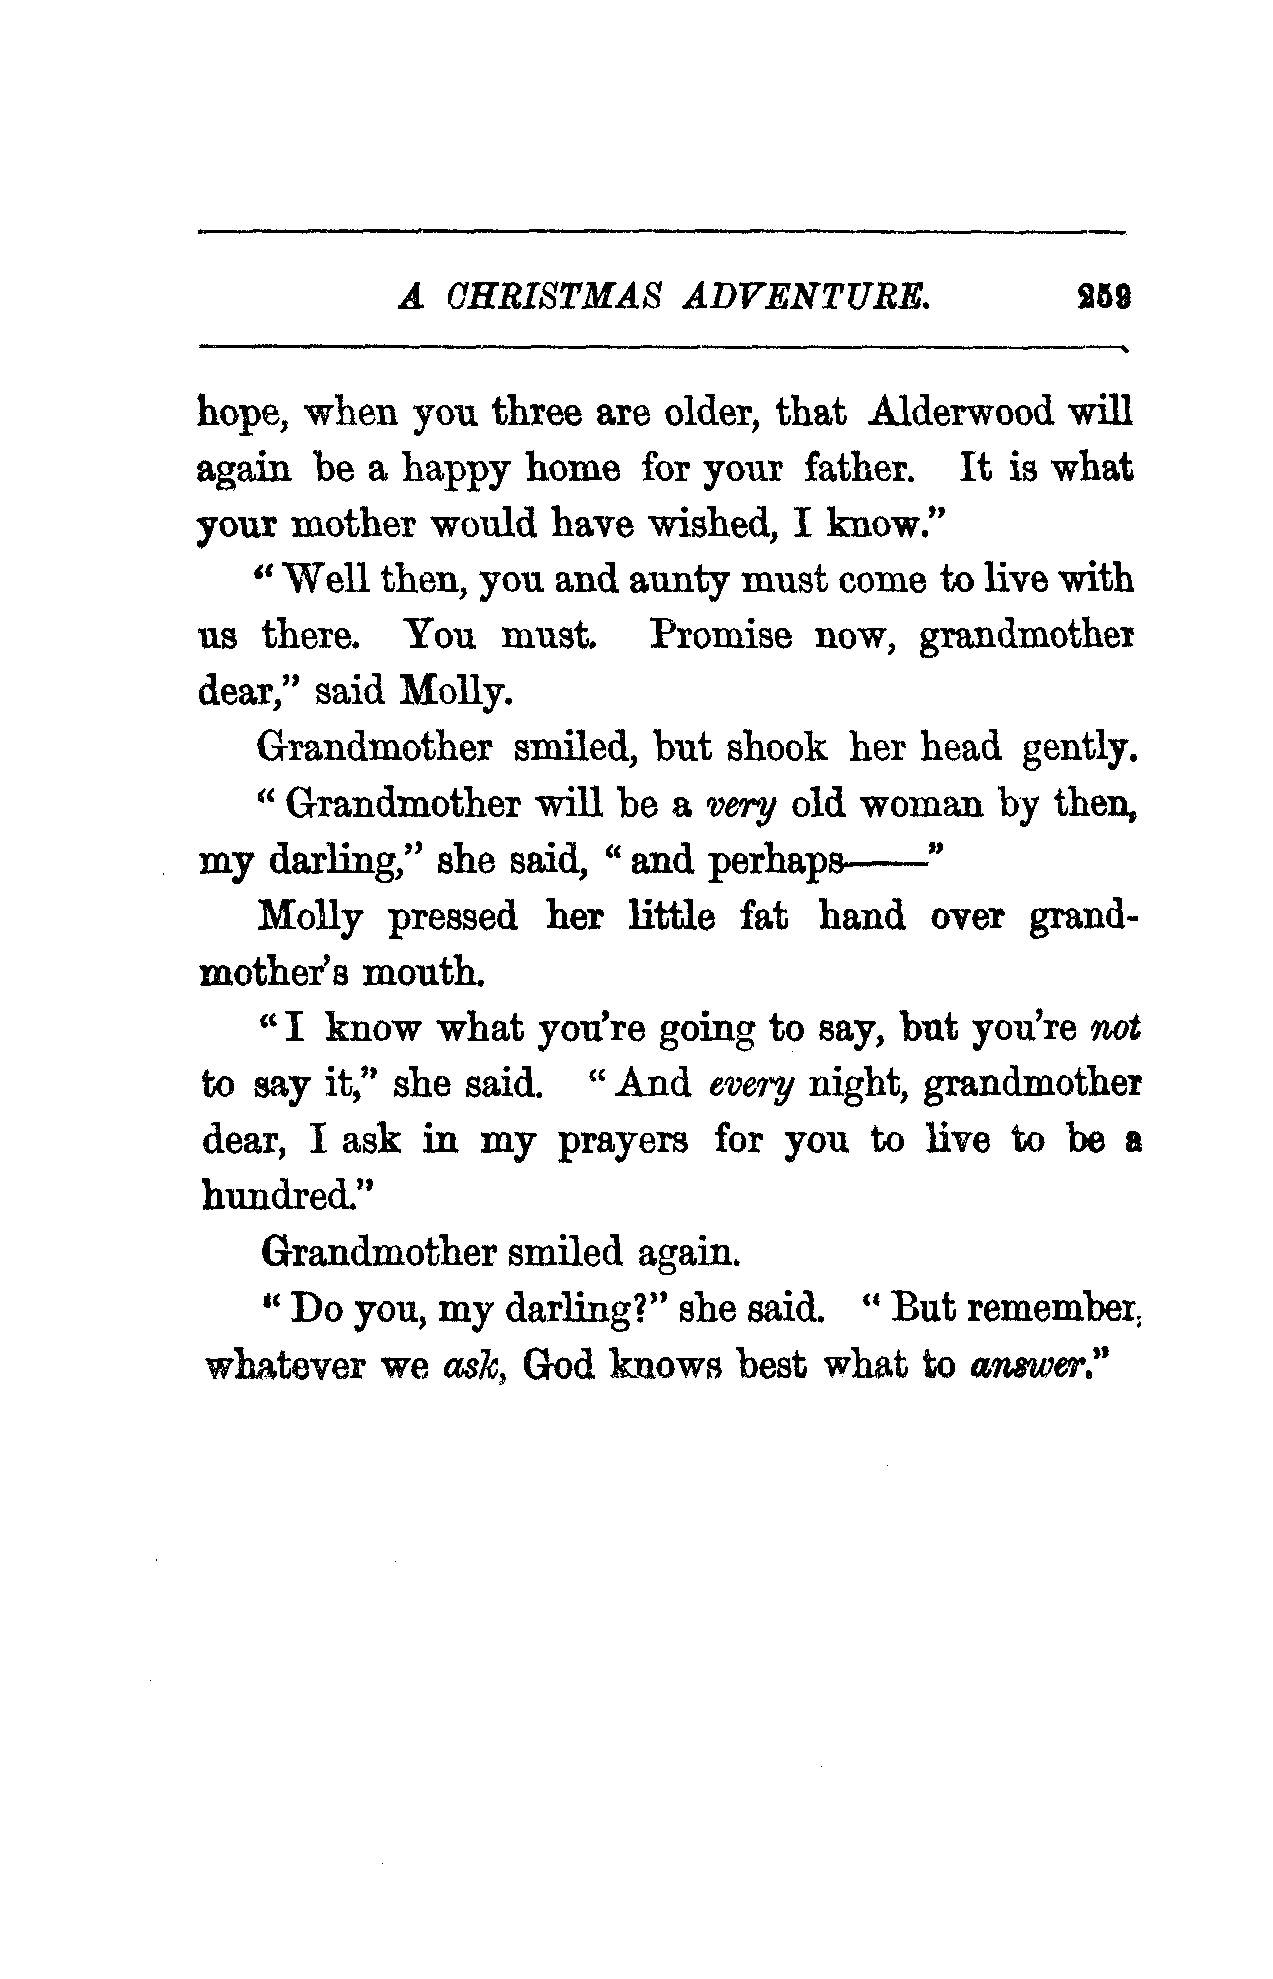 A CHRISTMAS ADVENTURE. 259
hope, when you three are older, that Alderwood will
again be a happy home for your father. It is what
your mother would have wished, I know."
"Well then, you and aunty must come to live with
us there. You must. Promise now, grandmother
dear," said Molly.
Grandmother smiled, but shook her head gently.
"Grandmother will be a very old woman by then,
my darling," she said, "and perhaps——"
Molly pressed her little fat hand over grand-
mother's mouth.
"I know what you're going to say, but you're not
to say it," she said. "And every night, grandmother
dear, I ask in my prayers for you to live to be a
hundred."
Grandmother smiled again.
"Do you, my darling?" she said. "But remember,
whatever we ask, God knows best what to answer."